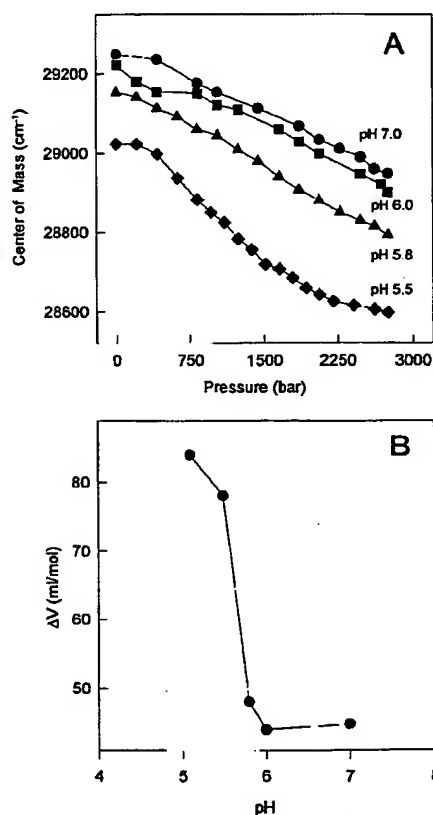 A
Center of Mass (cm⁻¹)
29200
29000
28800
28600
pH 7.0
pH 6.0
pH 5.8
pH 5.5
0 750 1500 2250 3000
Pressure (bar)
B
ΔV (ml/mol)
80
70
60
50
4 5 6 7 8
pH